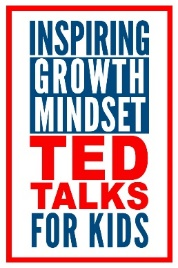 INSPIRING
GROWTH
MINDSET
TED
TALKS
FOR KIDS